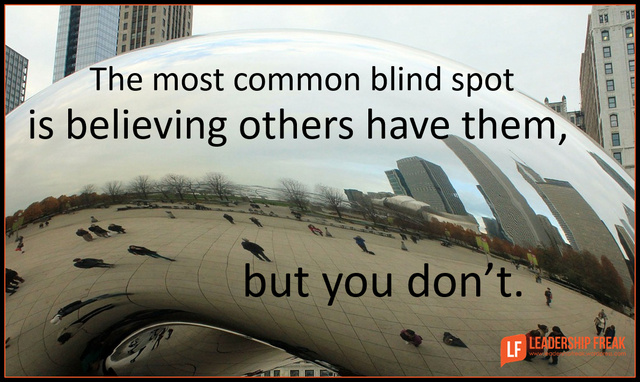 The most common blind spot
is believing others have them,
but you don't.
LF LEADERSHIP FREAK